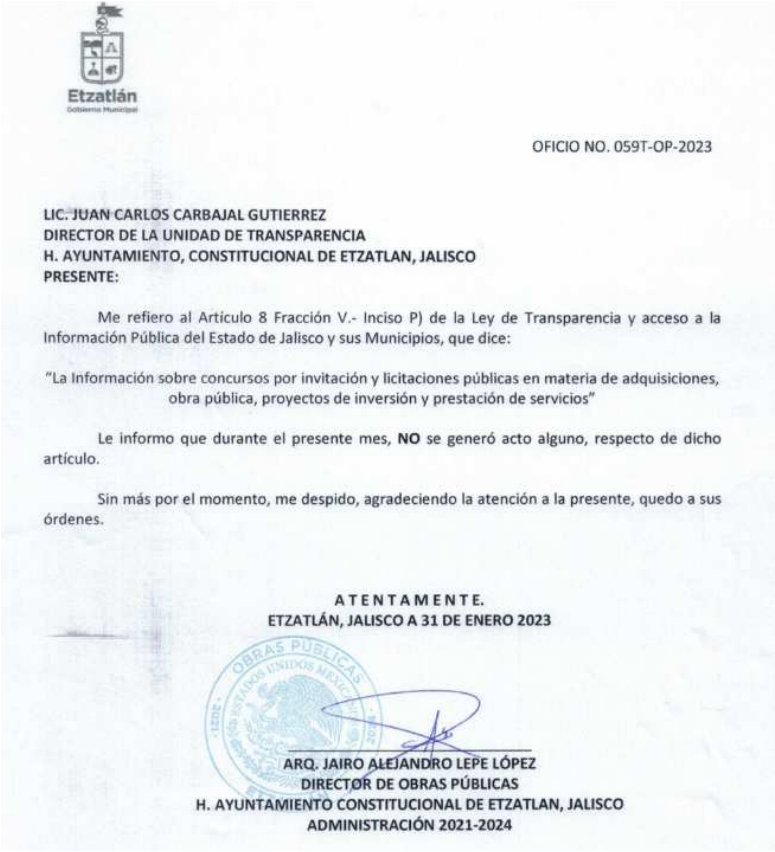 Etzatlán
Gobierno Municipal
OFICIO NO. 059T-OP-2023
LIC. JUAN CARLOS CARBAJAL GUTIERREZ
DIRECTOR DE LA UNIDAD DE TRANSPARENCIA
H. AYUNTAMIENTO, CONSTITUCIONAL DE ETZATLAN, JALISCO
PRESENTE:
Me refiero al Artículo 8 Fracción V.- Inciso P) de la Ley de Transparencia y acceso a la
Información Pública del Estado de Jalisco y sus Municipios, que dice:
"La Información sobre concursos por invitación y licitaciones públicas en materia de adquisiciones,
obra pública, proyectos de inversión y prestación de servicios"
Le informo que durante el presente mes, NO se generó acto alguno, respecto de dicho
artículo.
Sin más por el momento, me despido, agradeciendo la atención a la presente, quedo a sus
órdenes.
A T E N T A M E N T E.
ETZATLÁN, JALISCO A 31 DE ENERO 2023
OBRAS PÚBLICAS
ESTADOS UNIDOS MEXICANOS
ARQ. JAIRO ALEJANDRO LEPE LÓPEZ
DIRECTOR DE OBRAS PÚBLICAS
H. AYUNTAMIENTO CONSTITUCIONAL DE ETZATLAN, JALISCO
ADMINISTRACIÓN 2021-2024